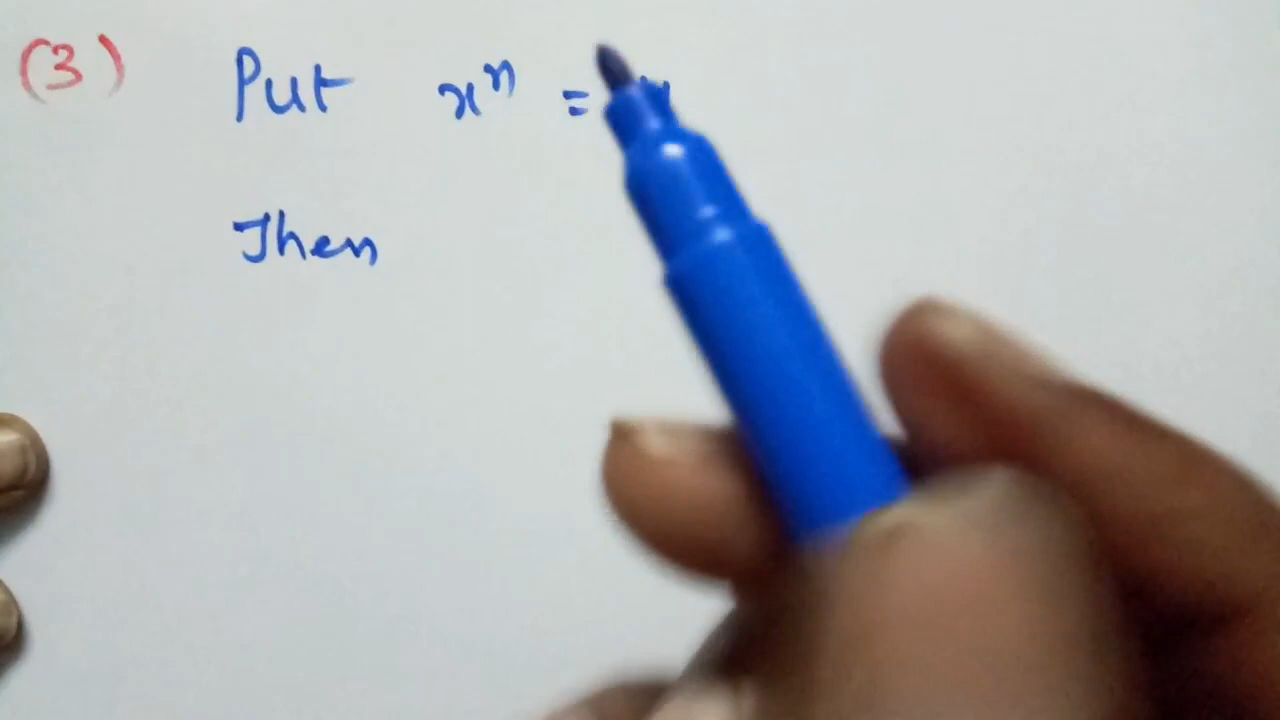 (3) Put xⁿ =
Then